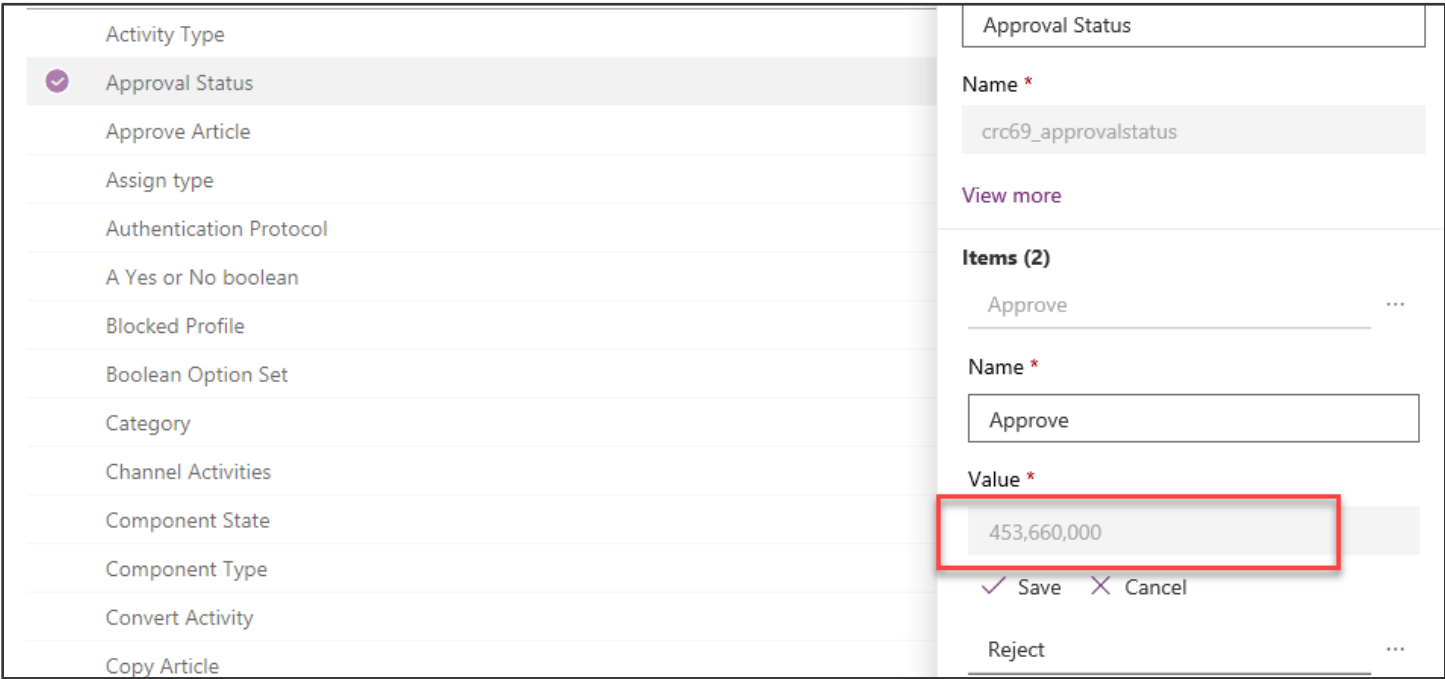 Activity Type
Approval Status
Approve Article
Assign type
Authentication Protocol
A Yes or No boolean
Blocked Profile
Boolean Option Set
Category
Channel Activities
Component State
Component Type
Convert Activity
Copy Article
Approval Status
Name *
crc69_approvalstatus
View more
Items (2)
Approve ...
Name *
Approve
Value *
453,660,000
Save Cancel
Reject ...